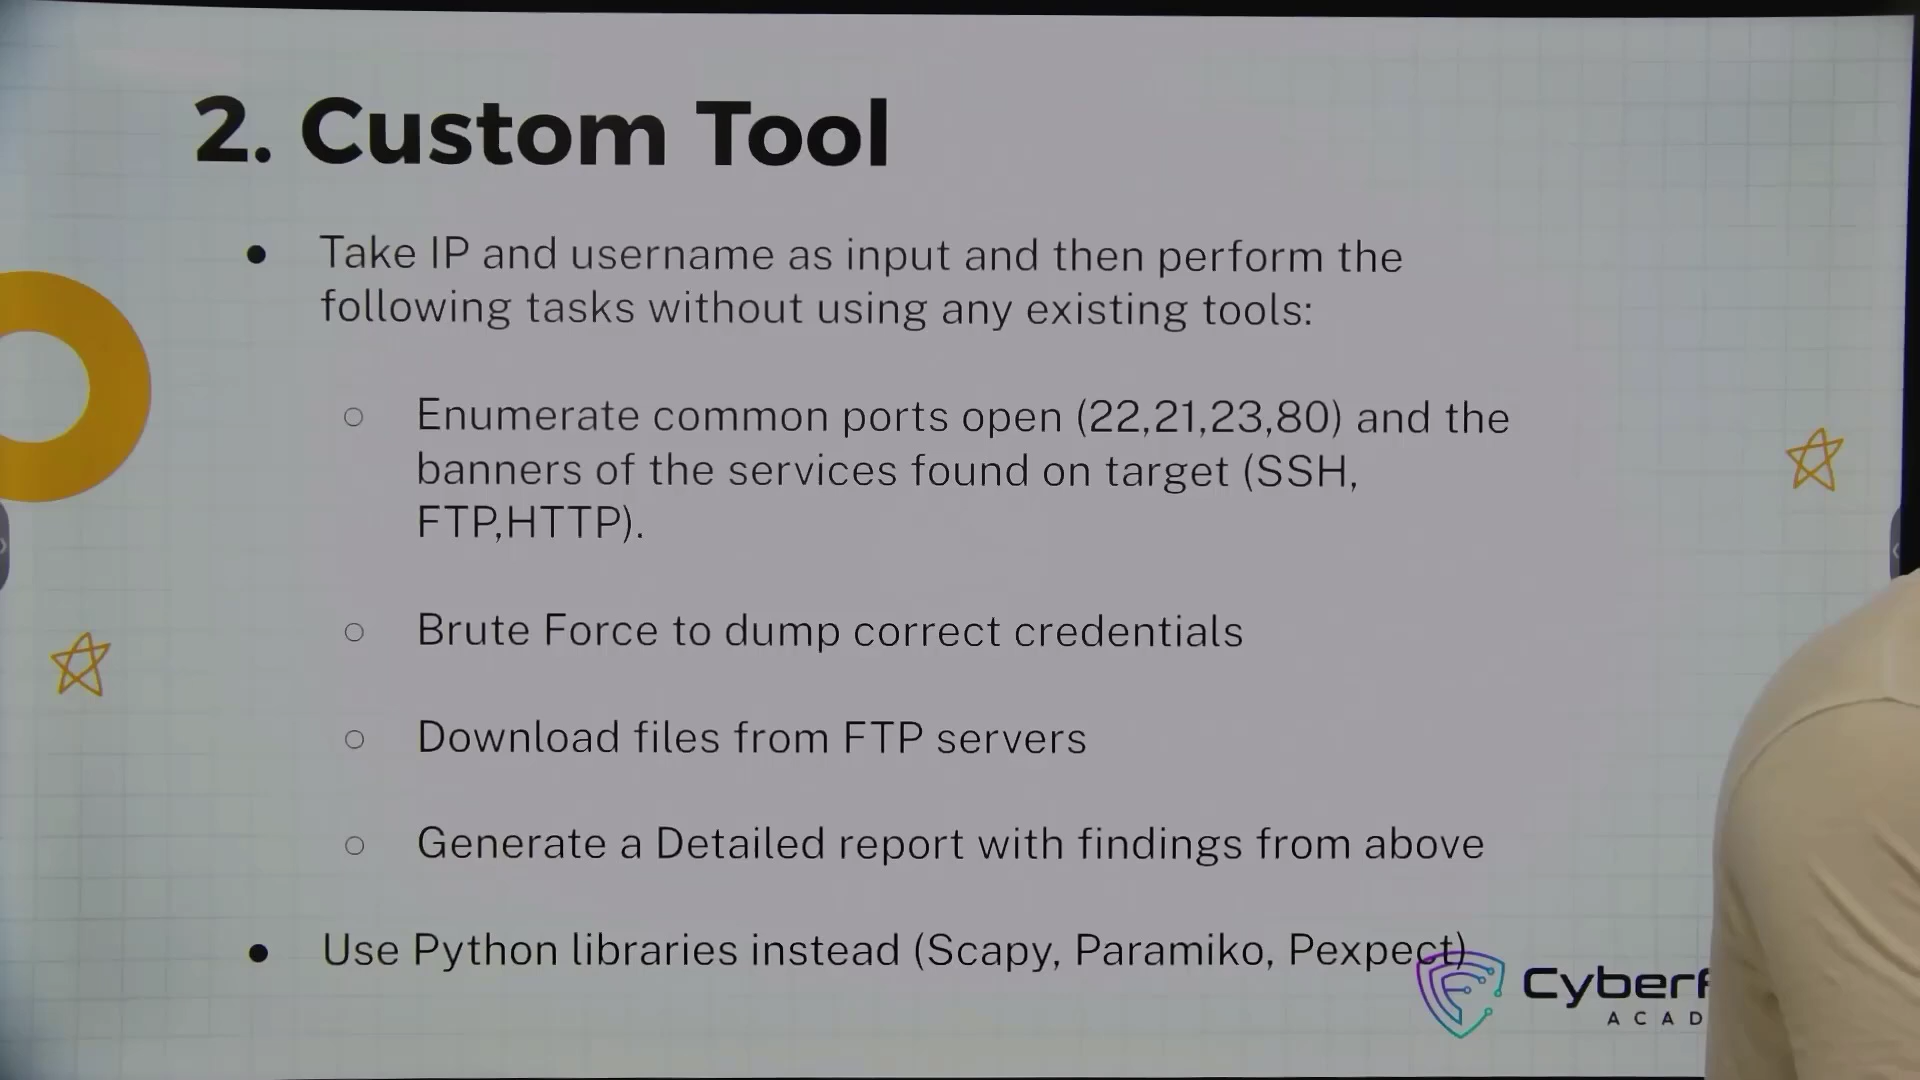 2. Custom Tool
● Take IP and username as input and then perform the
following tasks without using any existing tools:
○ Enumerate common ports open (22,21,23,80) and the
banners of the services found on target (SSH,
FTP,HTTP).
○ Brute Force to dump correct credentials
○ Download files from FTP servers
○ Generate a Detailed report with findings from above
● Use Python libraries instead (Scapy, Paramiko, Pexpect)